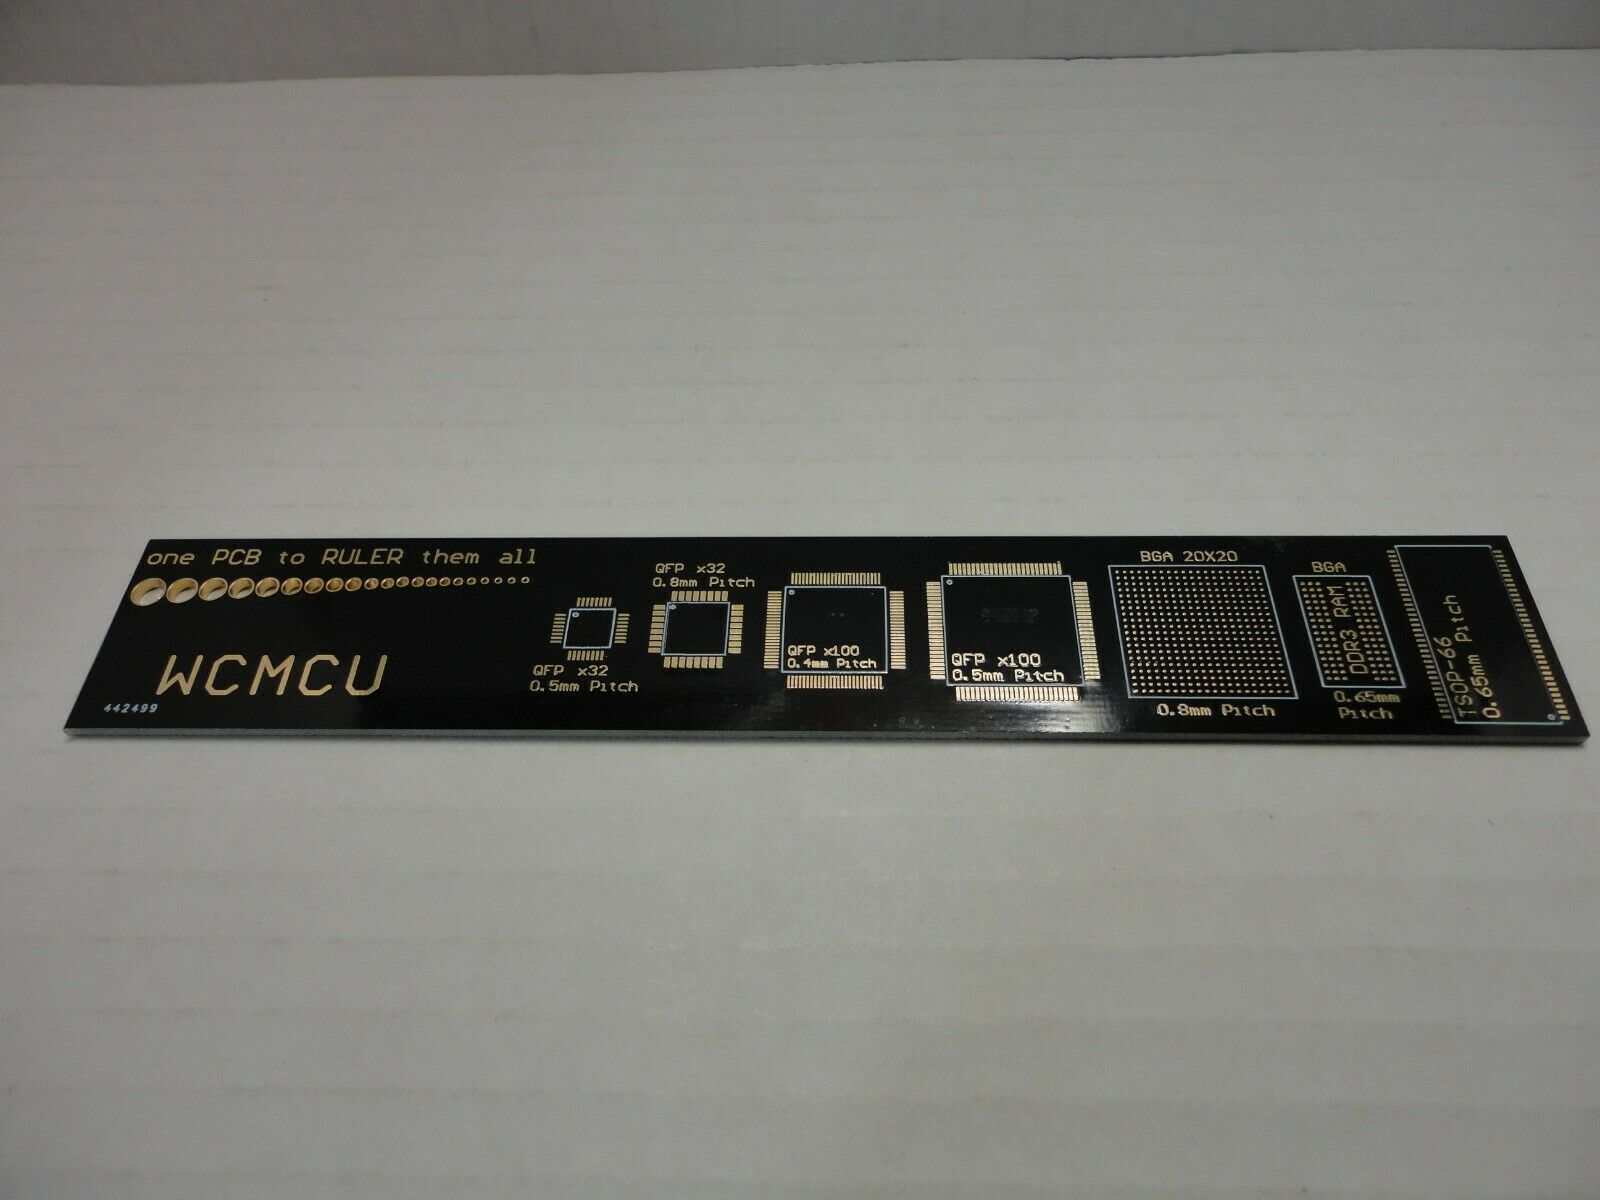 one PCB to RULER them all
WCMCU
442499
QFP x32
0.5mm Pitch
QFP x32
0.8mm Pitch
QFP x100
0.4mm Pitch
QFP x100
0.5mm Pitch
BGA 20X20
0.8mm Pitch
BGA
DDR3 RAM
0.65mm
Pitch
TSOP-66
0.65mm Pitch